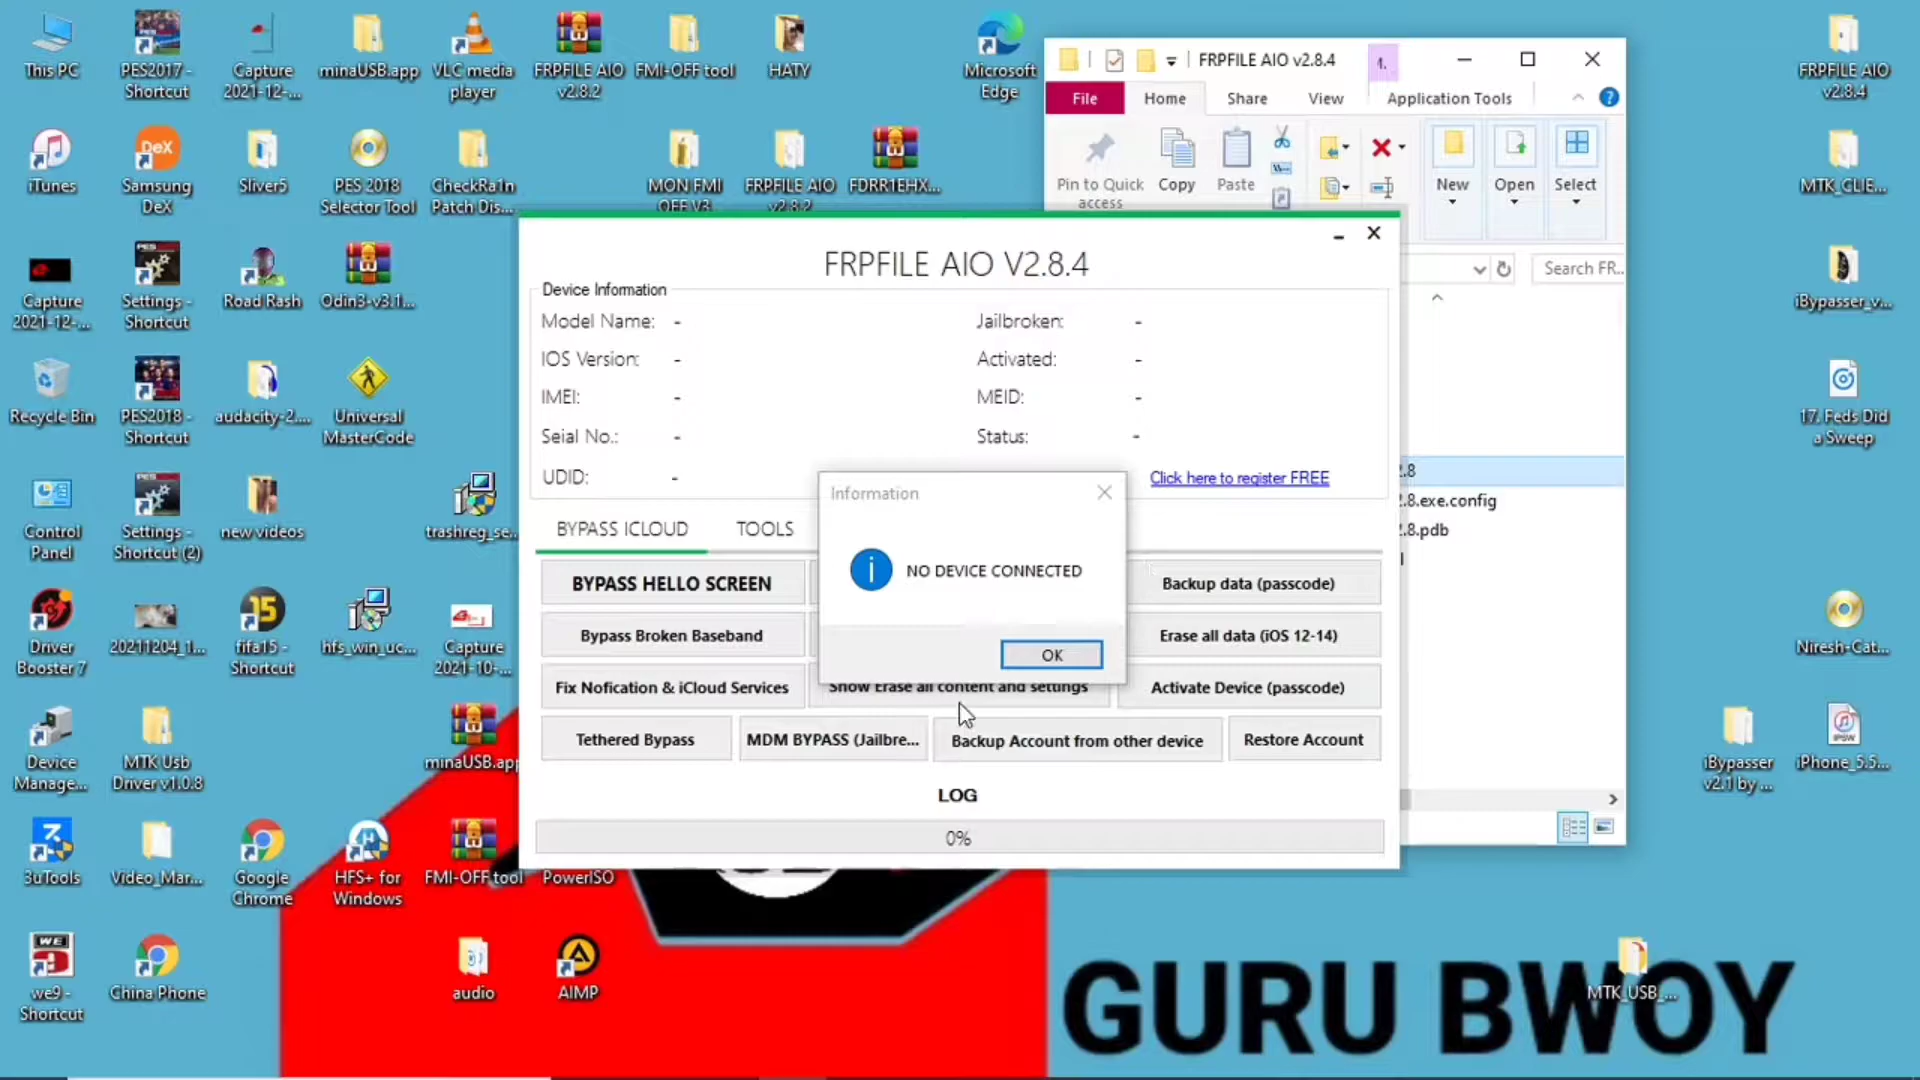 This PC
PES2017 -
Shortcut
Capture
2021-12-...
minaUSB.app
VLC media
player
FRPFILE AIO
v2.8.2
FMI-OFF tool
HATY
Microsoft
Edge
FRPFILE AIO v2.8.4
File
Home
Share
View
Application Tools
Pin to Quick
access
Copy
Paste
New
Open
Select
Search FR...
FRPFILE AIO
v2.8.4
iTunes
Samsung
DeX
Sliver5
PES 2018
Selector Tool
CheckRa1n
Patch Dis...
MON FMI
OFF V3
FRPFILE AIO
v2.8.2
FDRR1EHX...
MTK_CLIE...
Capture
2021-12-...
Settings -
Shortcut
Road Rash
Odin3-v3.1...
iBypasser_v...
Recycle Bin
PES2018 -
Shortcut
audacity-2....
Universal
MasterCode
17. Feds Did
a Sweep
Control
Panel
Settings -
Shortcut (2)
new videos
trashreg_se...
Driver
Booster 7
20211204_1...
fifa15 -
Shortcut
hfs_win_uc...
Capture
2021-10-...
Niresh-Cat...
Device
Manage...
MTK Usb
Driver v1.0.8
minaUSB.app
iBypasser
v2.1 by ...
iPhone_5.5...
3uTools
Video_Mar...
Google
Chrome
HFS+ for
Windows
FMI-OFF tool
PowerISO
we9 -
Shortcut
China Phone
audio
AIMP
MTK_USB_...
FRPFILE AIO V2.8.4
Device Information
Model Name: -
Jailbroken: -
IOS Version: -
Activated: -
IMEI: -
MEID: -
Seial No.: -
Status: -
UDID: -
Click here to register FREE
BYPASS ICLOUD
TOOLS
Information
NO DEVICE CONNECTED
OK
BYPASS HELLO SCREEN
Backup data (passcode)
Bypass Broken Baseband
Erase all data (iOS 12-14)
Fix Nofication & iCloud Services
Show Erase all content and settings
Activate Device (passcode)
Tethered Bypass
MDM BYPASS (Jailbre...
Backup Account from other device
Restore Account
LOG
0%
2.8
2.8.exe.config
2.8.pdb
GURU BWOY